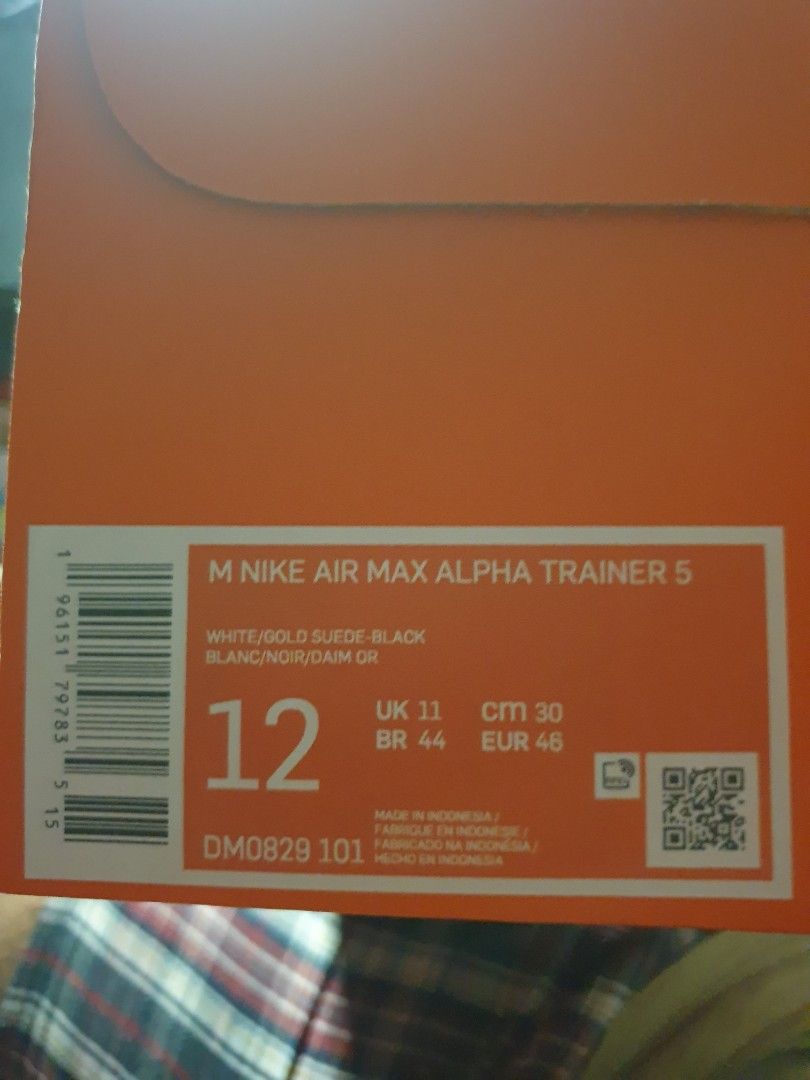 M NIKE AIR MAX ALPHA TRAINER 5
WHITE/GOLD SUEDE-BLACK
BLANC/NOIR/DAIM OR
12
UK 11 cm 30
BR 44 EUR 46
MADE IN INDONESIA /
FABRIQUE EN INDONESIE /
FABRICADO NA INDONÉSIA /
HECHO EN INDONESIA
DM0829 101
1 96151 79783 5 15